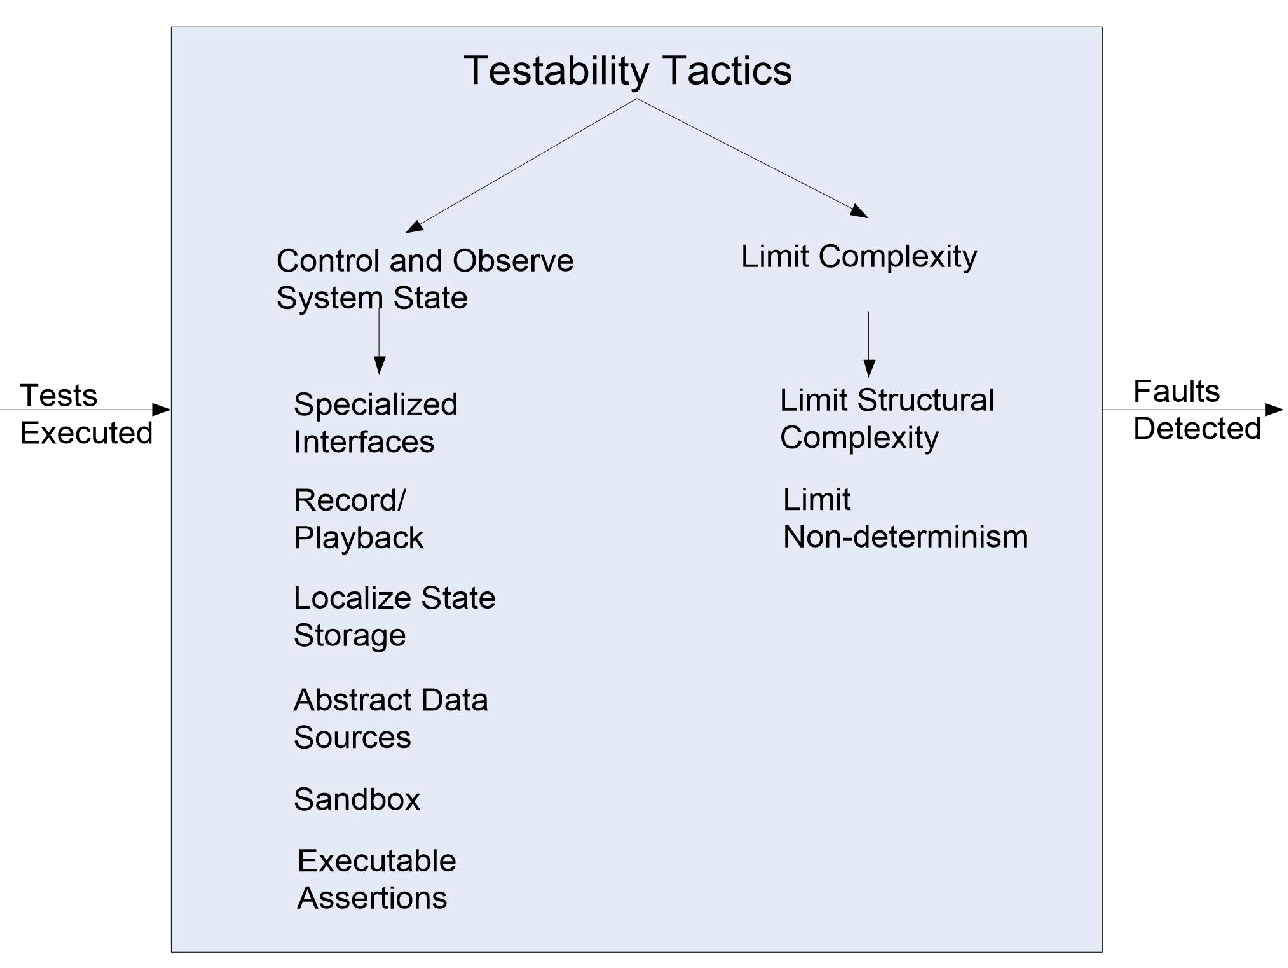 Testability Tactics
Control and Observe
System State
Limit Complexity
Tests
Executed
Specialized
Interfaces
Record/
Playback
Localize State
Storage
Abstract Data
Sources
Sandbox
Executable
Assertions
Limit Structural
Complexity
Limit
Non-determinism
Faults
Detected